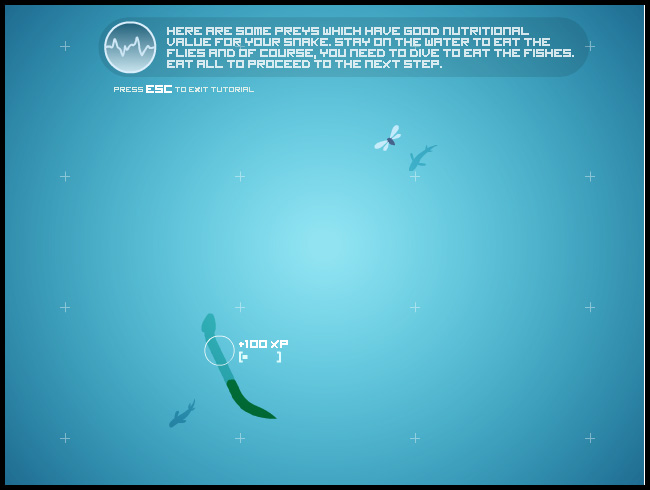 HERE ARE SOME PREYS WHICH HAVE GOOD NUTRITIONAL
VALUE FOR YOUR SNAKE. STAY ON THE WATER TO EAT THE
FLIES AND OF COURSE, YOU NEED TO DIVE TO EAT THE FISHES.
EAT ALL TO PROCEED TO THE NEXT STEP.
PRESS ESC TO EXIT TUTORIAL
+100 XP
[= ]